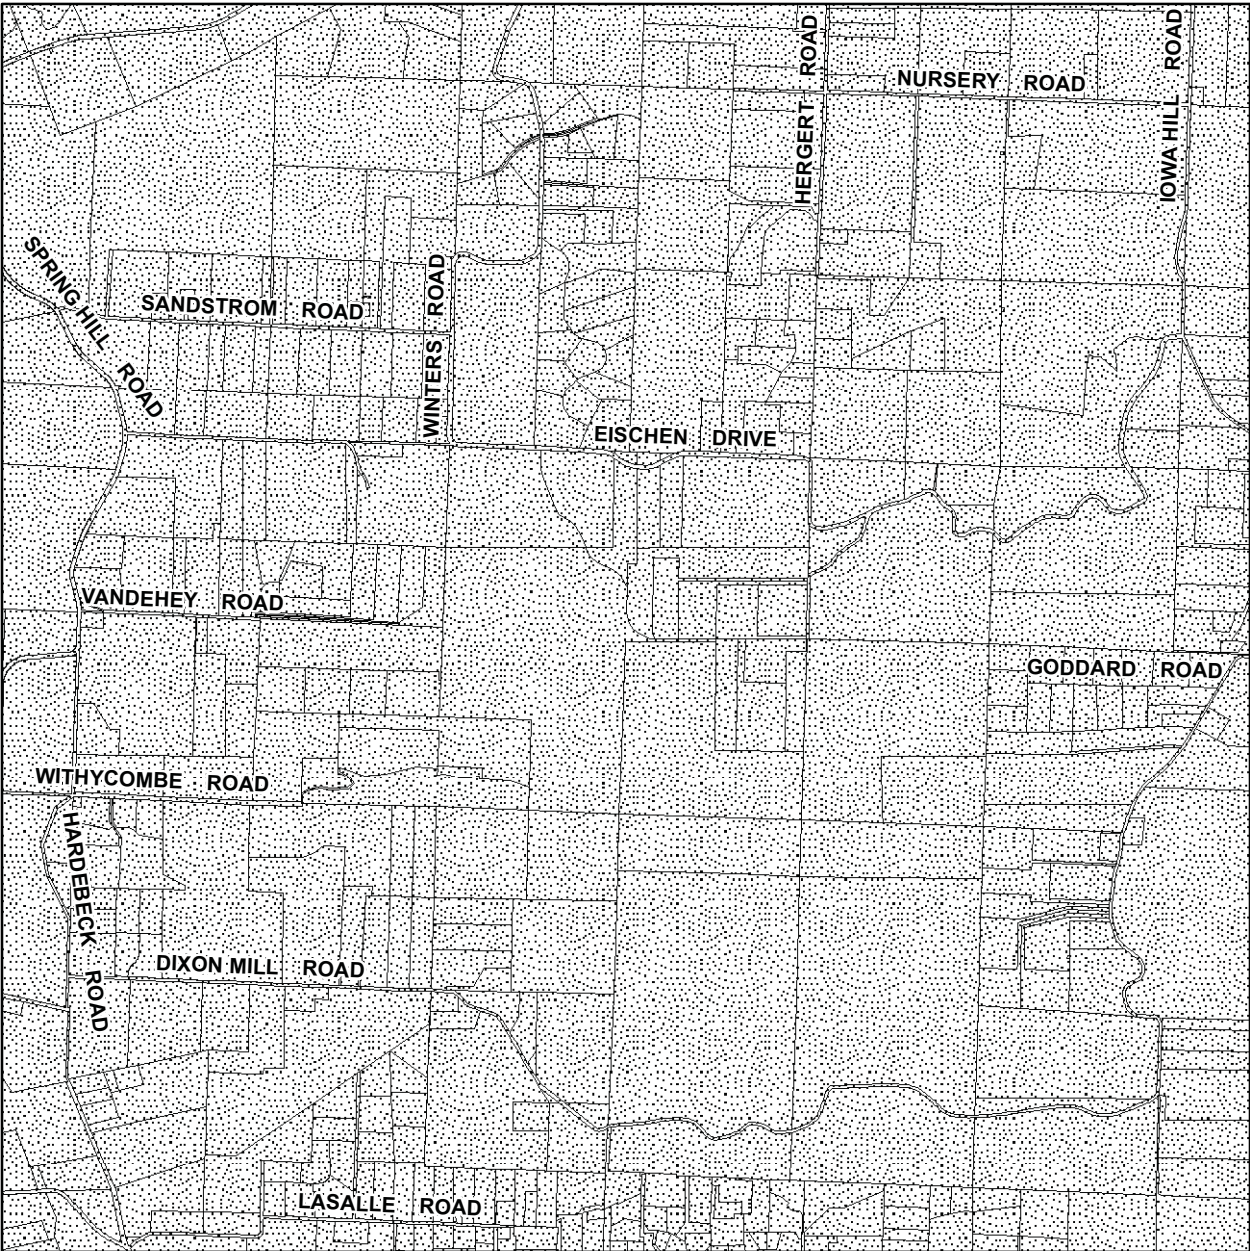 HERGERT ROAD
NURSERY ROAD
IOWA HILL ROAD
SPRING HILL ROAD
SANDSTROM ROAD
WINTERS ROAD
EISCHEN DRIVE
VANDEHEY ROAD
GODDARD ROAD
WITHYCOMBE ROAD
HARDEBECK ROAD
DIXON MILL ROAD
LASALLE ROAD